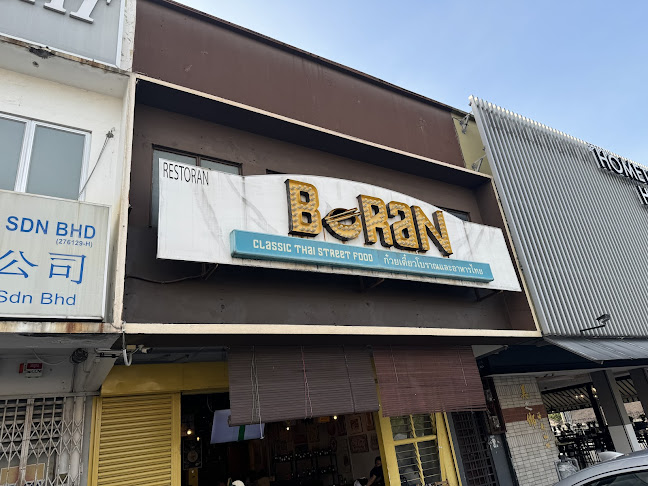 SDN BHD
(276129-H)
公司
Sdn Bhd
RESTORAN
BORAN
CLASSIC THAI STREET FOOD
ก๋วยเตี๋ยวโบราณและอาหารไทย